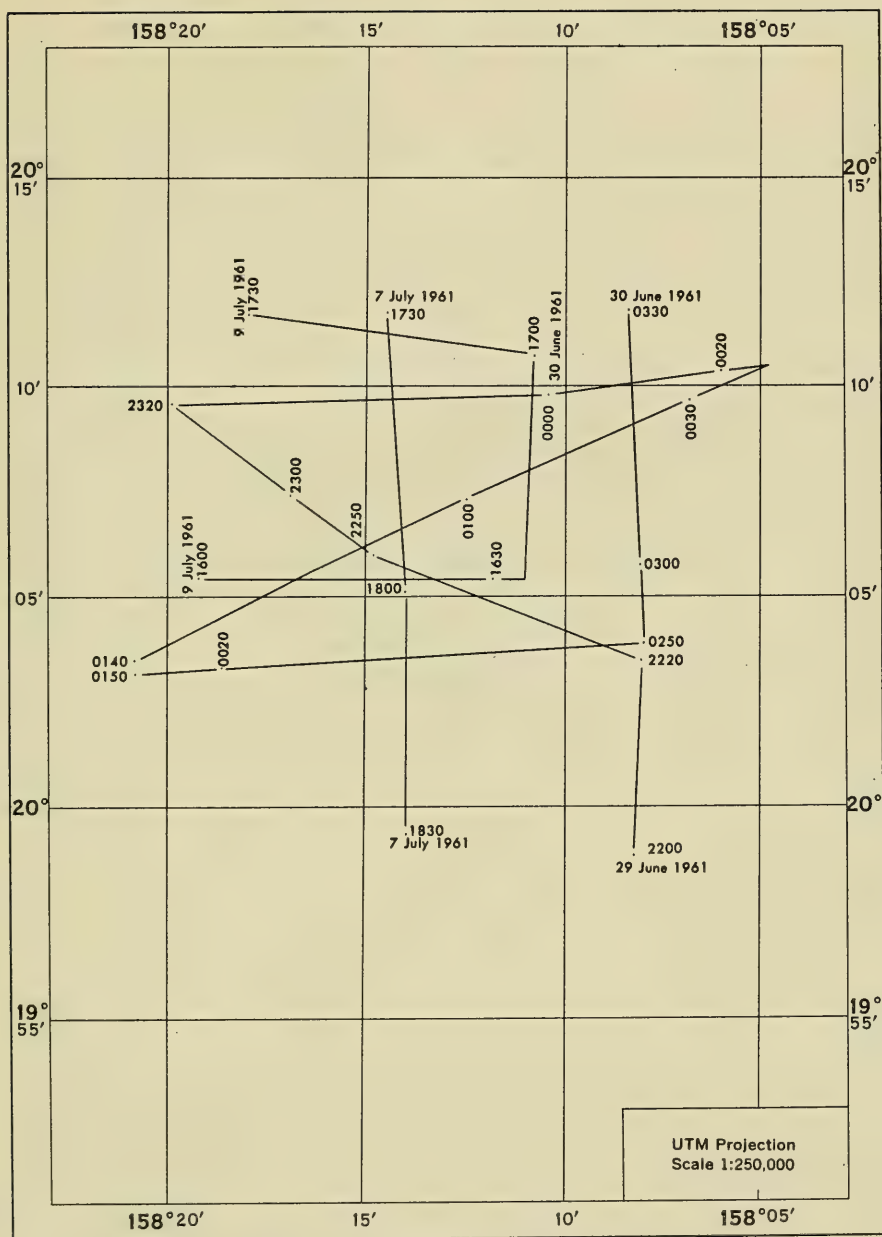 158°20′ 15′ 10′ 158°05′
20° 15′ 20° 15′
9 July 1961
1730
7 July 1961
1730
30 June 1961
0330
1700
30 June 1961
0020
10′ 10′
2320
0000
0030
2300
2250
0100
9 July 1961
1600
1630
0300
1800
05′ 05′
0140
0150
0020
0250
2220
20° 20°
1830
7 July 1961
2200
29 June 1961
19° 55′ 19° 55′
UTM Projection
Scale 1:250,000
158°20′ 15′ 10′ 158°05′